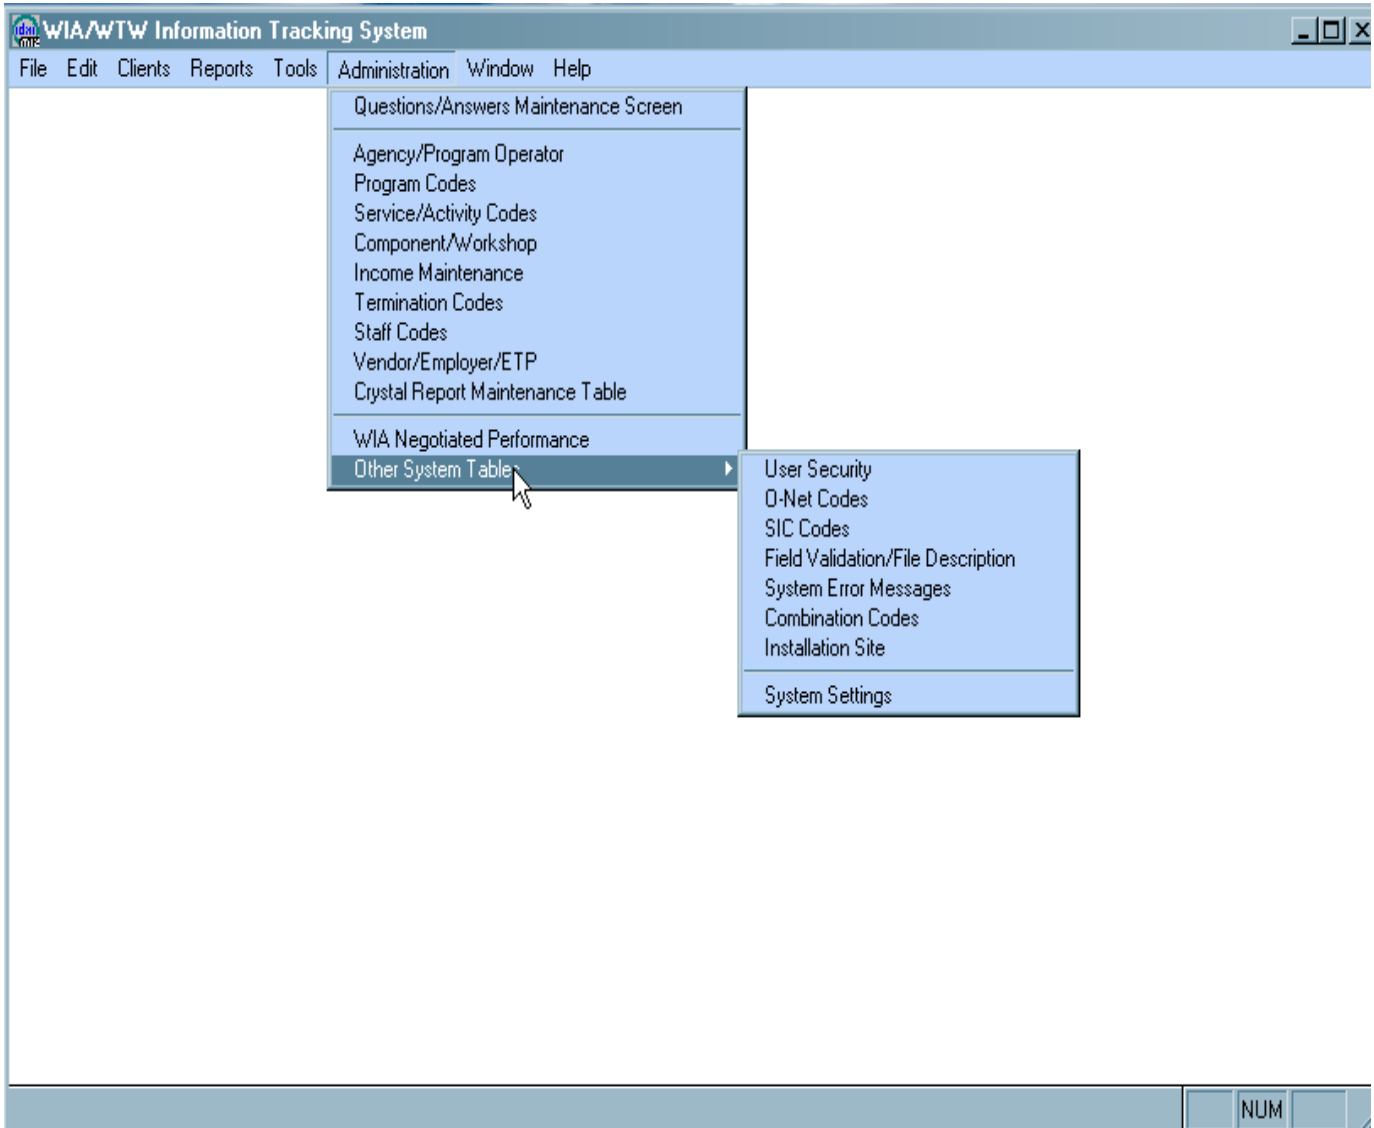 WIA/WTW Information Tracking System
File Edit Clients Reports Tools Administration Window Help
Questions/Answers Maintenance Screen
Agency/Program Operator
Program Codes
Service/Activity Codes
Component/Workshop
Income Maintenance
Termination Codes
Staff Codes
Vendor/Employer/ETP
Crystal Report Maintenance Table
WIA Negotiated Performance
Other System Tables
User Security
O-Net Codes
SIC Codes
Field Validation/File Description
System Error Messages
Combination Codes
Installation Site
System Settings
NUM